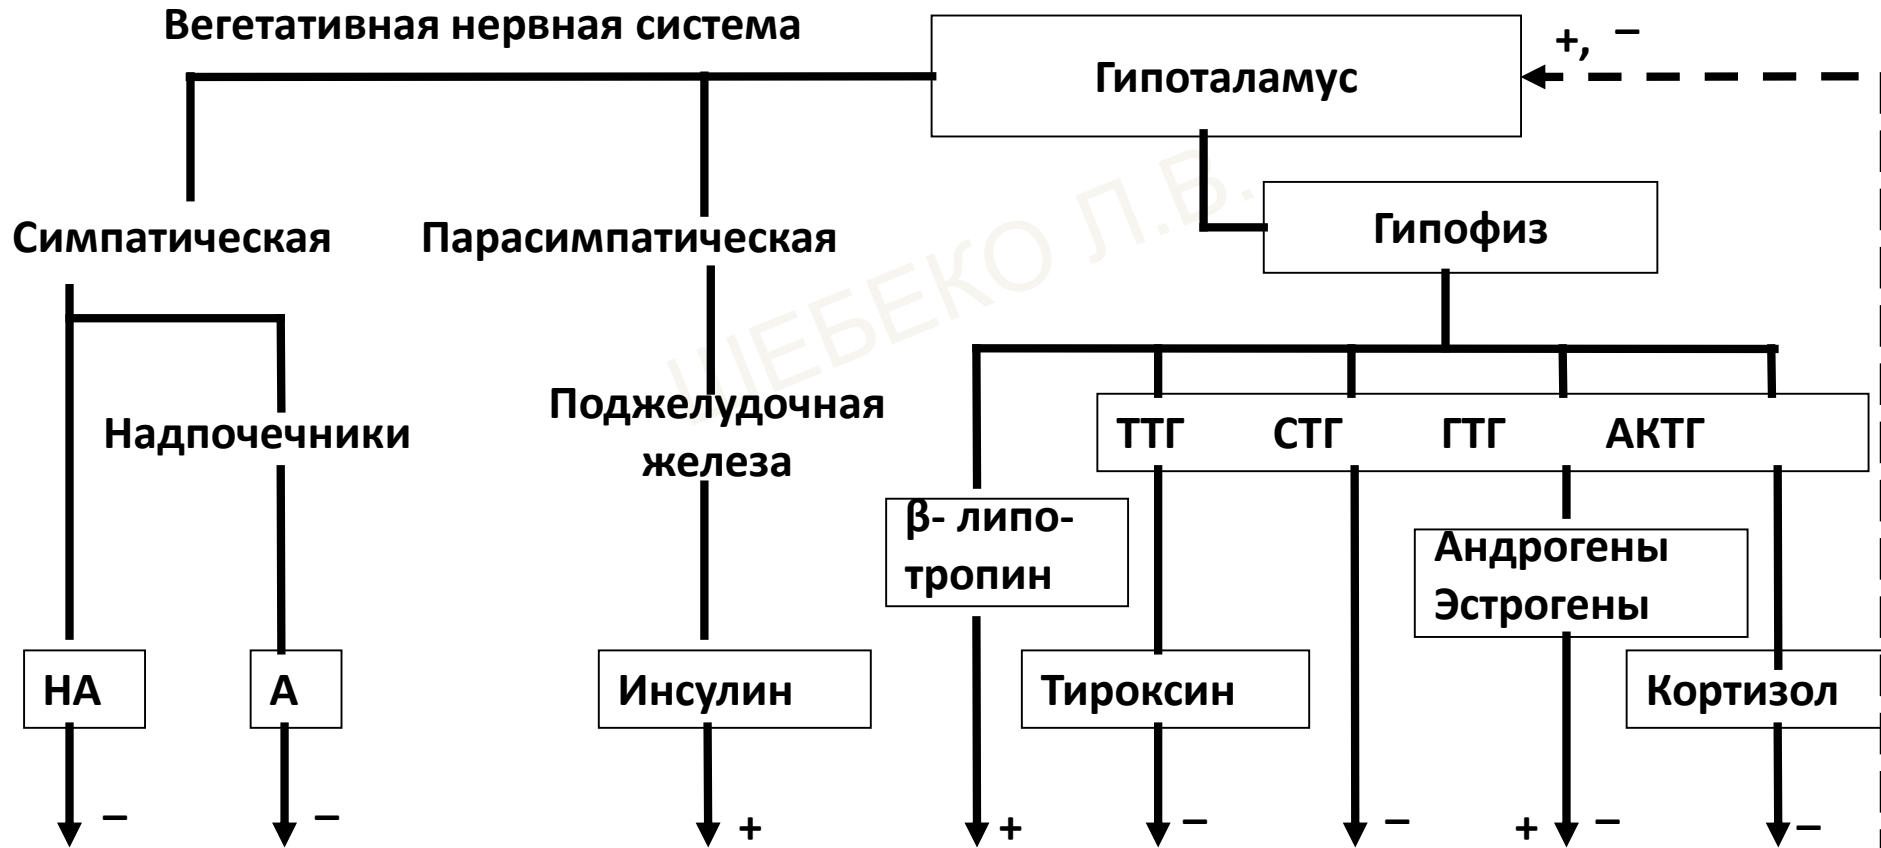 Вегетативная нервная система
Гипоталамус
+, –
Симпатическая
Парасимпатическая
Гипофиз
ШЕБЕКО Л.В.
Надпочечники
Поджелудочная
железа
ТТГ СТГ ГТГ АКТГ
β- липо-
тропин
Андрогены
Эстрогены
НА
А
Инсулин
Тироксин
Кортизол
– – + + – – + – –